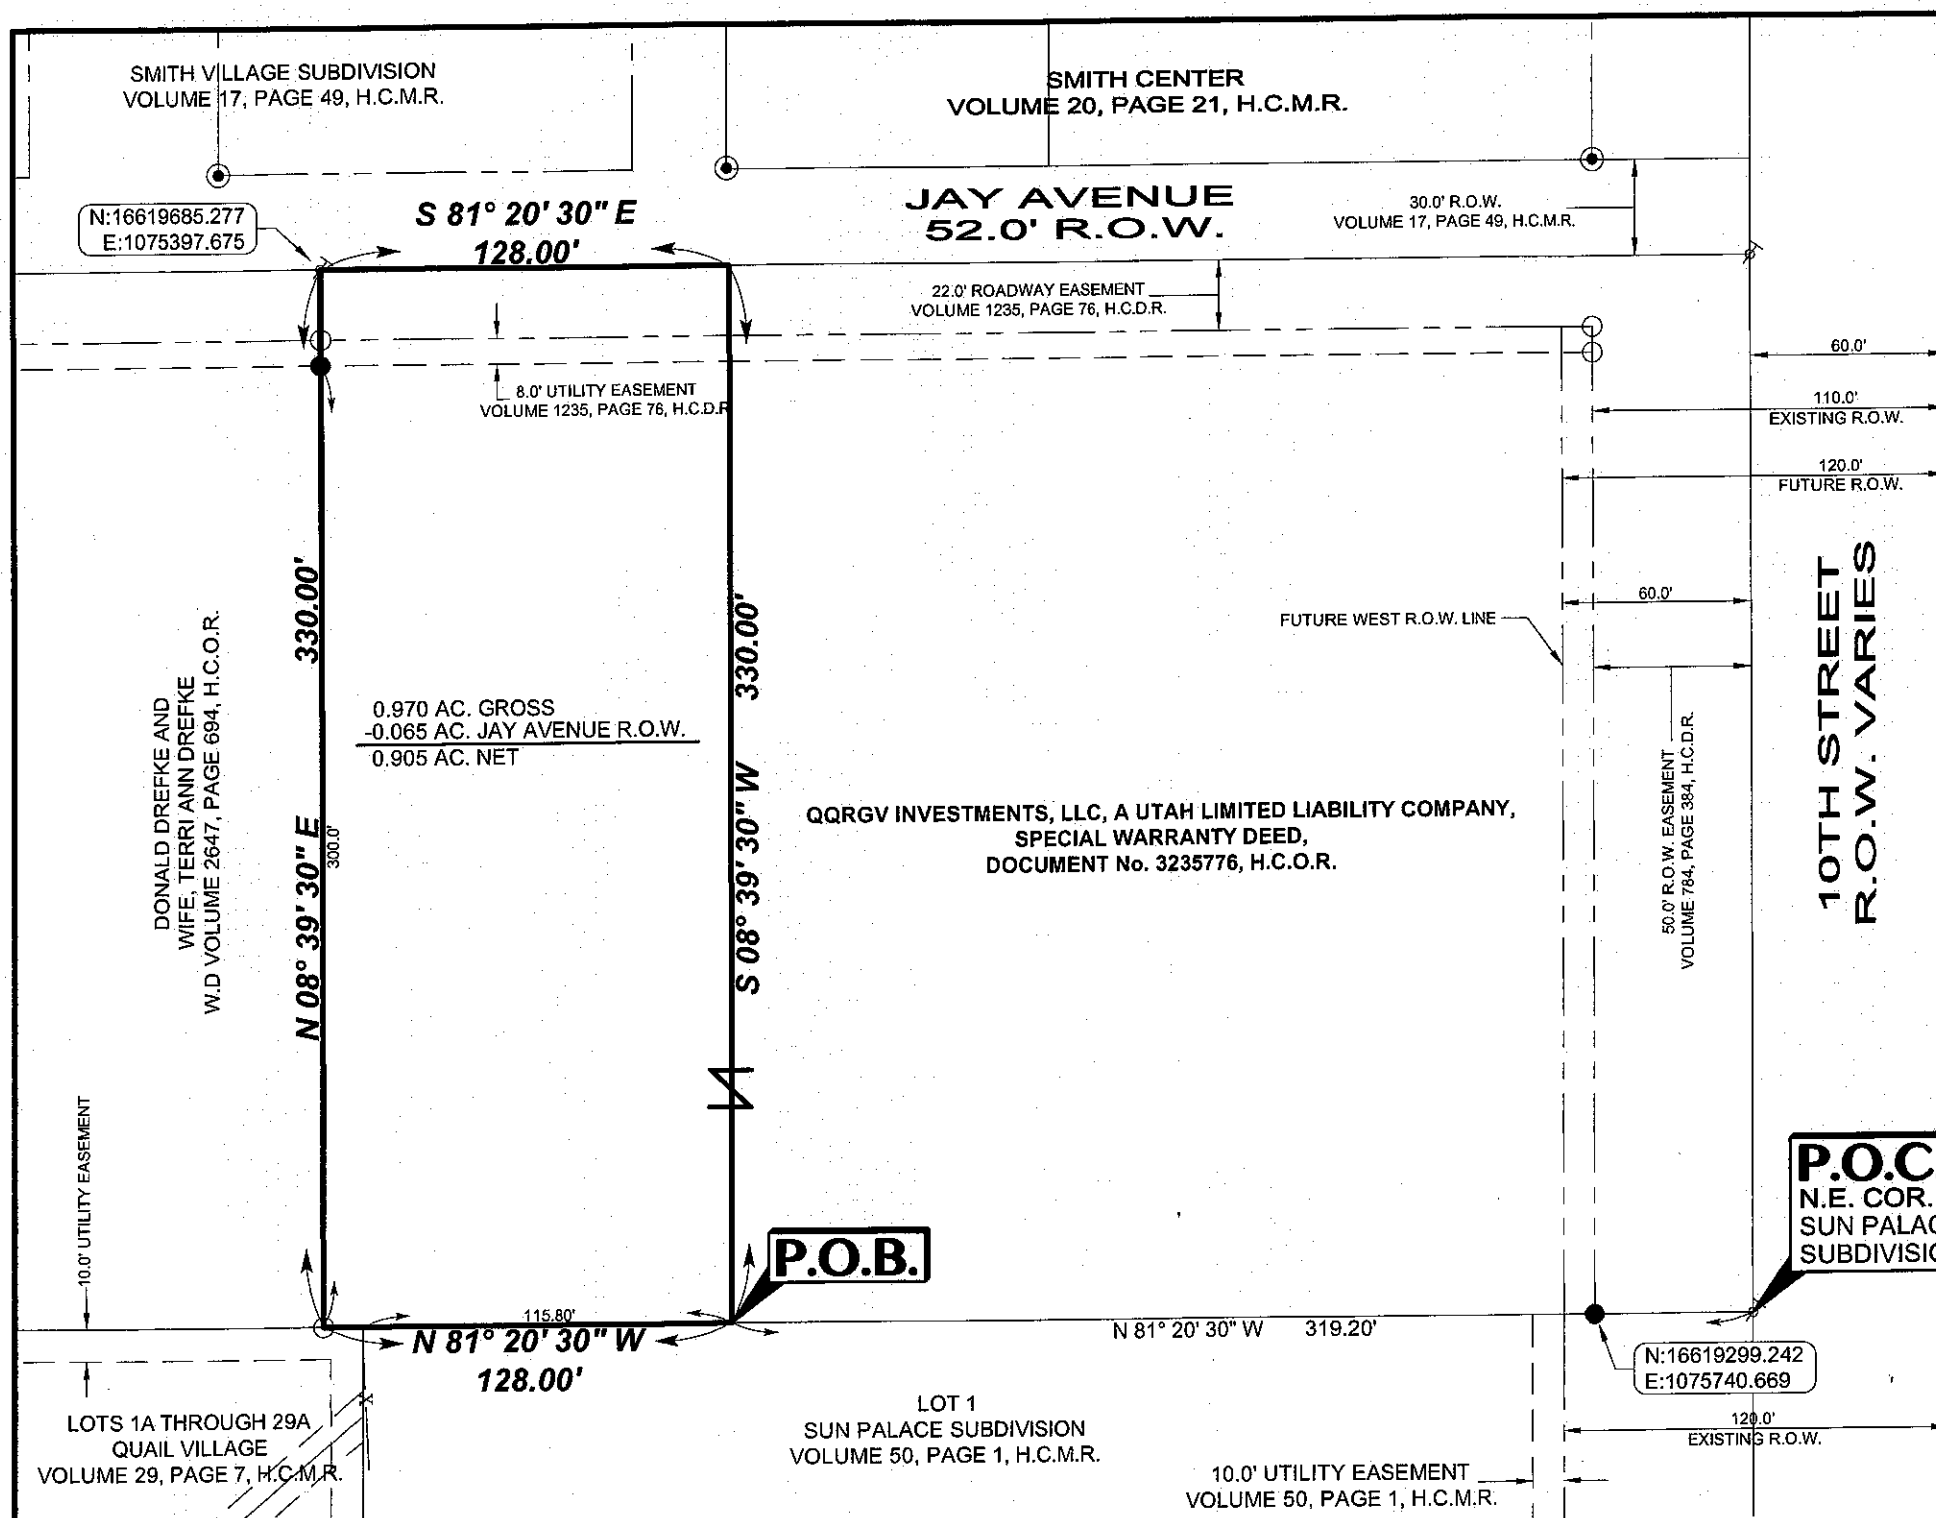 SMITH VILLAGE SUBDIVISION
VOLUME 17, PAGE 49, H.C.M.R.
SMITH CENTER
VOLUME 20, PAGE 21, H.C.M.R.
N:16619685.277
E:1075397.675
S 81° 20' 30" E
128.00'
JAY AVENUE
52.0' R.O.W.
30.0' R.O.W.
VOLUME 17, PAGE 49, H.C.M.R.
22.0' ROADWAY EASEMENT
VOLUME 1235, PAGE 76, H.C.D.R.
8.0' UTILITY EASEMENT
VOLUME 1235, PAGE 76, H.C.D.R
60.0'
110.0'
EXISTING R.O.W.
120.0'
FUTURE R.O.W.
60.0'
FUTURE WEST R.O.W. LINE
10TH STREET
R.O.W. VARIES
50.0' R.O.W. EASEMENT
VOLUME 784, PAGE 384, H.C.D.R.
N 08° 39' 30" E 330.00'
300.0'
S 08° 39' 30" W 330.00'
DONALD DREFKE AND
WIFE, TERRI ANN DREFKE
W.D VOLUME 2647, PAGE 694, H.C.O.R.
0.970 AC. GROSS
-0.065 AC. JAY AVENUE R.O.W.
0.905 AC. NET
QQRGV INVESTMENTS, LLC, A UTAH LIMITED LIABILITY COMPANY,
SPECIAL WARRANTY DEED,
DOCUMENT No. 3235776, H.C.O.R.
10.0' UTILITY EASEMENT
P.O.B.
P.O.C
N.E. COR.
SUN PALAC
SUBDIVISIO
115.80'
N 81° 20' 30" W
128.00'
N 81° 20' 30" W 319.20'
N:16619299.242
E:1075740.669
120.0'
EXISTING R.O.W.
LOTS 1A THROUGH 29A
QUAIL VILLAGE
VOLUME 29, PAGE 7, H.C.M.R.
LOT 1
SUN PALACE SUBDIVISION
VOLUME 50, PAGE 1, H.C.M.R.
10.0' UTILITY EASEMENT
VOLUME 50, PAGE 1, H.C.M.R.